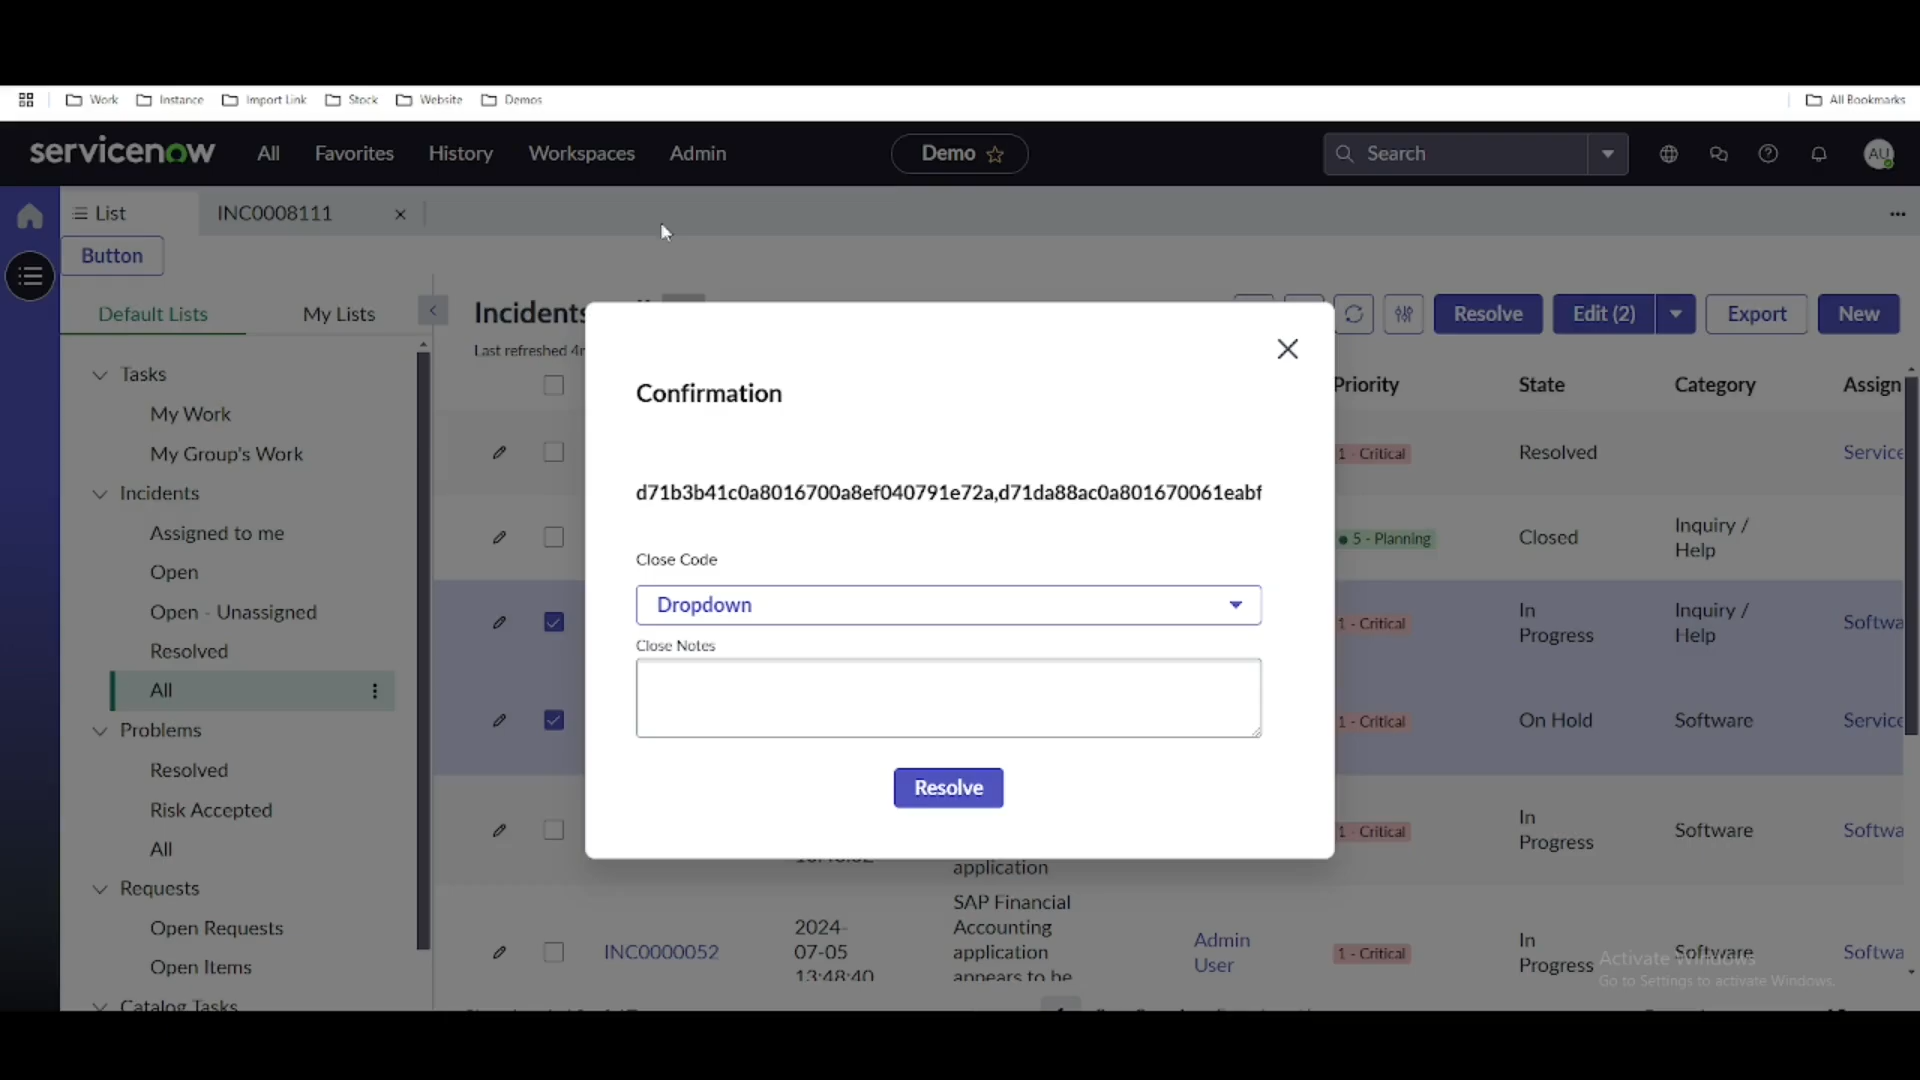 Work Instance Import Link Stock Website Demos All Bookmarks
servicenow All Favorites History Workspaces Admin Demo Search AU
List INC0008111
Button
Default Lists My Lists
Tasks
My Work
My Group's Work
Incidents
Assigned to me
Open
Open - Unassigned
Resolved
All
Problems
Resolved
Risk Accepted
All
Requests
Open Requests
Open Items
Catalog Tasks
Incidents
Resolve Edit (2) Export New
Last refreshed
Priority State Category Assign
1 - Critical Resolved Service
5 - Planning Closed Inquiry /
Help
1 - Critical In
Progress Inquiry /
Help Softwa
1 - Critical On Hold Software Servic
1 - Critical In
Progress Software Softwa
Confirmation
d71b3b41c0a8016700a8ef040791e72a,d71da88ac0a801670061eabf
Close Code
Dropdown
Close Notes
Resolve
application
INC0000052
2024-
07-05
13:48:40
SAP Financial
Accounting
application
appears to be
Admin
User
1 - Critical
In
Progress
Software
Softwa
Activate Windows
Go to Settings to activate Windows.